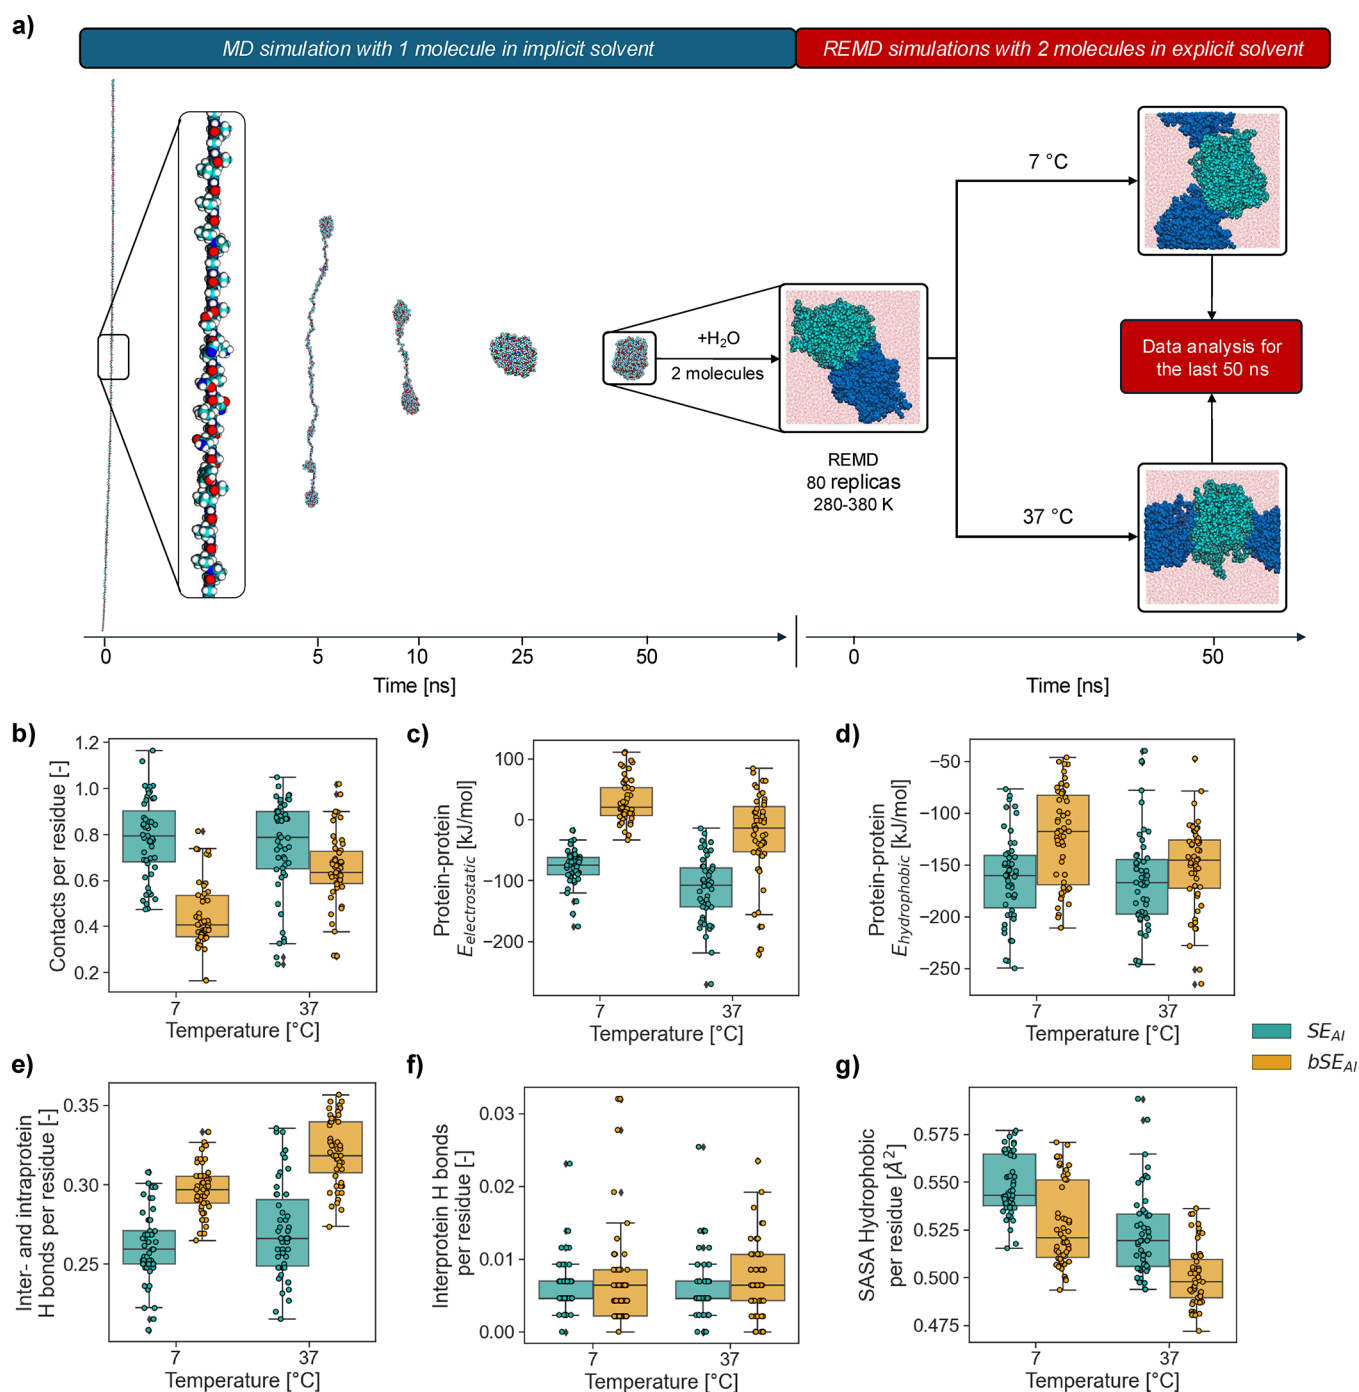 a)
MD simulation with 1 molecule in implicit solvent
REMD simulations with 2 molecules in explicit solvent
7 °C
+H₂O
2 molecules
Data analysis for
the last 50 ns
REMD
80 replicas
280-380 K
37 °C
0
5
10
25
50
0
50
Time [ns]
Time [ns]
b)
Contacts per residue [-]
1.2
1.0
0.8
0.6
0.4
0.2
7
37
Temperature [°C]
c)
Protein-protein
E_electrostatic [kJ/mol]
100
0
−100
−200
7
37
Temperature [°C]
d)
Protein-protein
E_hydrophobic [kJ/mol]
−50
−100
−150
−200
−250
7
37
Temperature [°C]
SE_AI
bSE_AI
e)
Inter- and intraprotein
H bonds per residue [-]
0.35
0.30
0.25
7
37
Temperature [°C]
f)
Interprotein H bonds
per residue [-]
0.03
0.02
0.01
0.00
7
37
Temperature [°C]
g)
SASA Hydrophobic
per residue [Å²]
0.575
0.550
0.525
0.500
0.475
7
37
Temperature [°C]